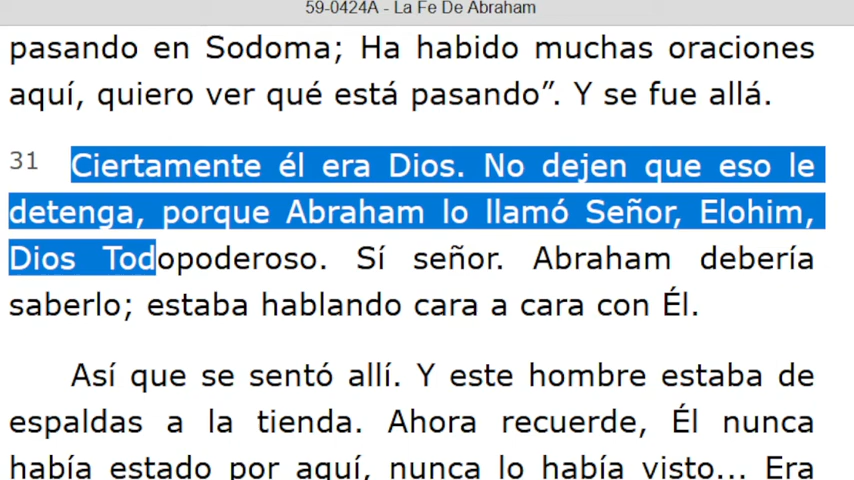 59-0424A - La Fe De Abraham
pasando en Sodoma; Ha habido muchas oraciones
aquí, quiero ver qué está pasando”. Y se fue allá.
31 Ciertamente él era Dios. No dejen que eso le
detenga, porque Abraham lo llamó Señor, Elohim,
Dios Todopoderoso. Sí señor. Abraham debería
saberlo; estaba hablando cara a cara con Él.
Así que se sentó allí. Y este hombre estaba de
espaldas a la tienda. Ahora recuerde, Él nunca
había estado por aquí, nunca lo había visto... Era